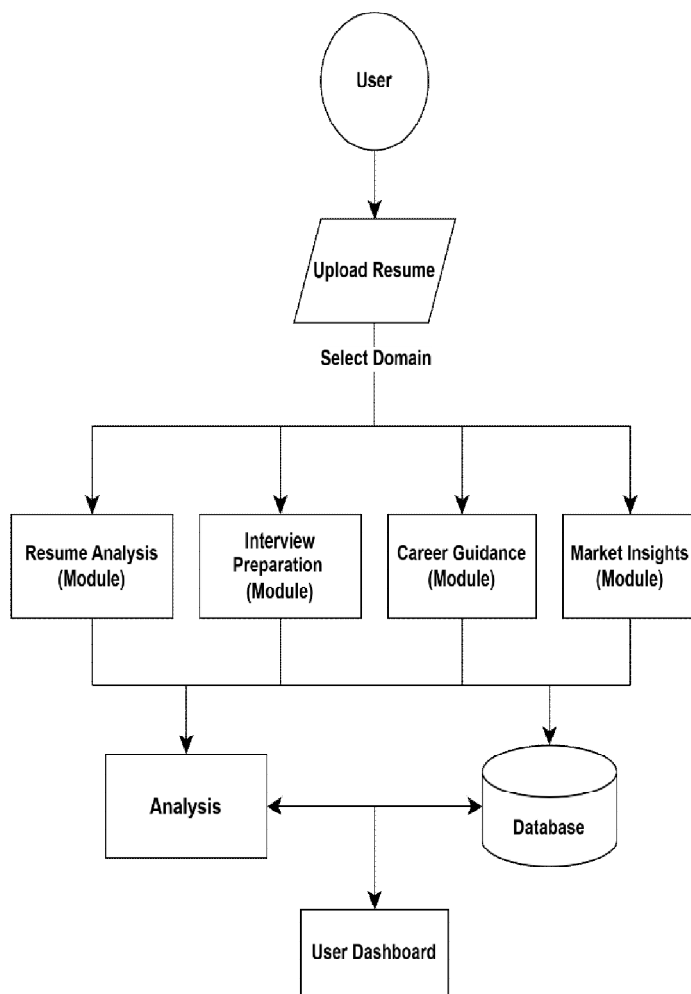 User
Upload Resume
Select Domain
Resume Analysis
(Module)
Interview
Preparation
(Module)
Career Guidance
(Module)
Market Insights
(Module)
Analysis
Database
User Dashboard